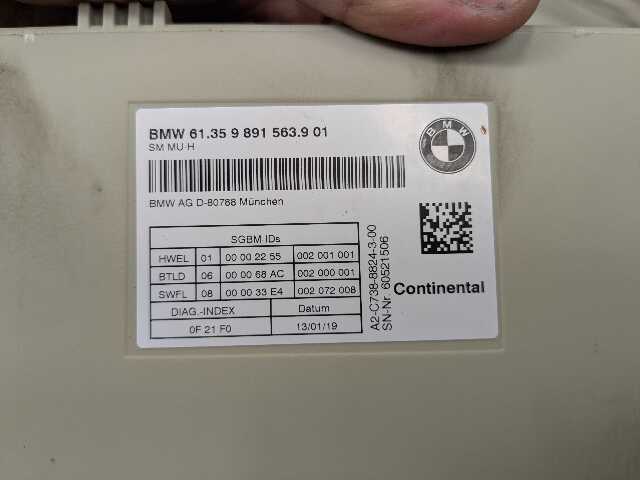 BMW 61.35 9 891 563.9 01
SM MU-H
BMW
BMW AG D-80788 München
SGBM IDs
HWEL 01 00 00 22 55 002 001 001
BTLD 06 00 00 68 AC 002 000 001
SWFL 08 00 00 33 E4 002 072 008
DIAG.-INDEX Datum
0F 21 F0 13/01/19
A2-C738-8824-3-00
SN-Nr. 60521506
Continental